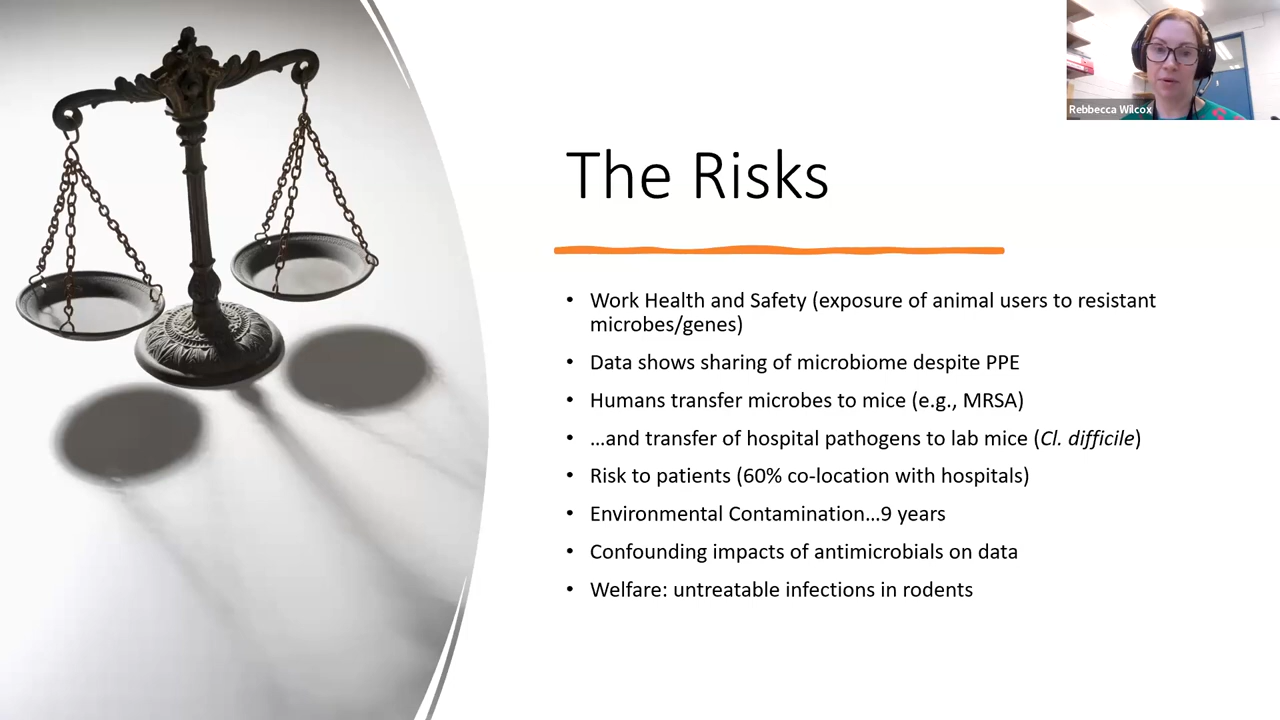 Rebbecca Wilcox
The Risks
• Work Health and Safety (exposure of animal users to resistant
microbes/genes)
• Data shows sharing of microbiome despite PPE
• Humans transfer microbes to mice (e.g., MRSA)
• …and transfer of hospital pathogens to lab mice (Cl. difficile)
• Risk to patients (60% co-location with hospitals)
• Environmental Contamination…9 years
• Confounding impacts of antimicrobials on data
• Welfare: untreatable infections in rodents